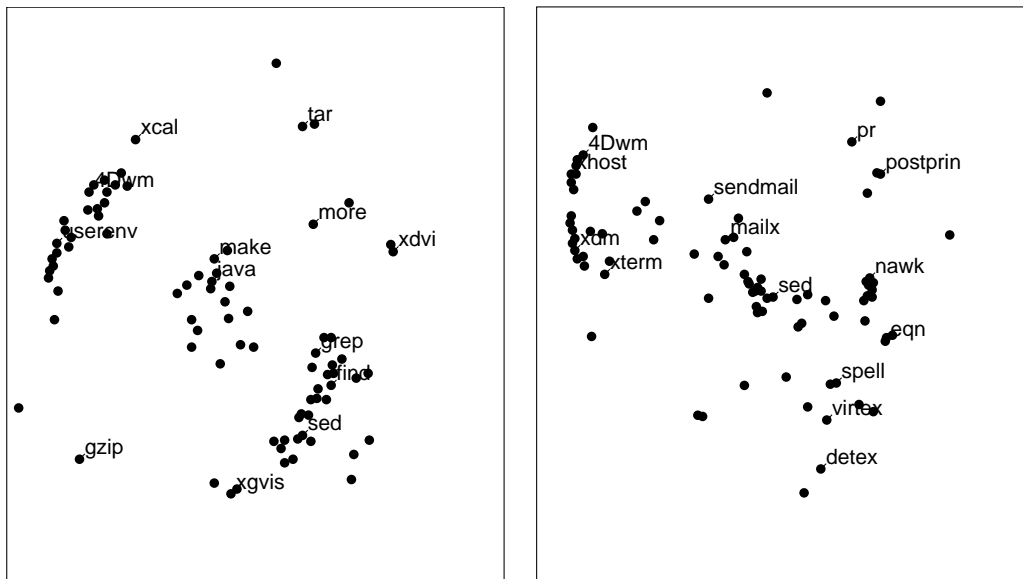 tar
xcal
4Dwm
more
userenv
xdvi
make
java
grep
find
sed
gzip
xgvis
pr
4Dwm
xhost
postprin
sendmail
mailx
xdm
xterm
nawk
sed
eqn
spell
virtex
detex